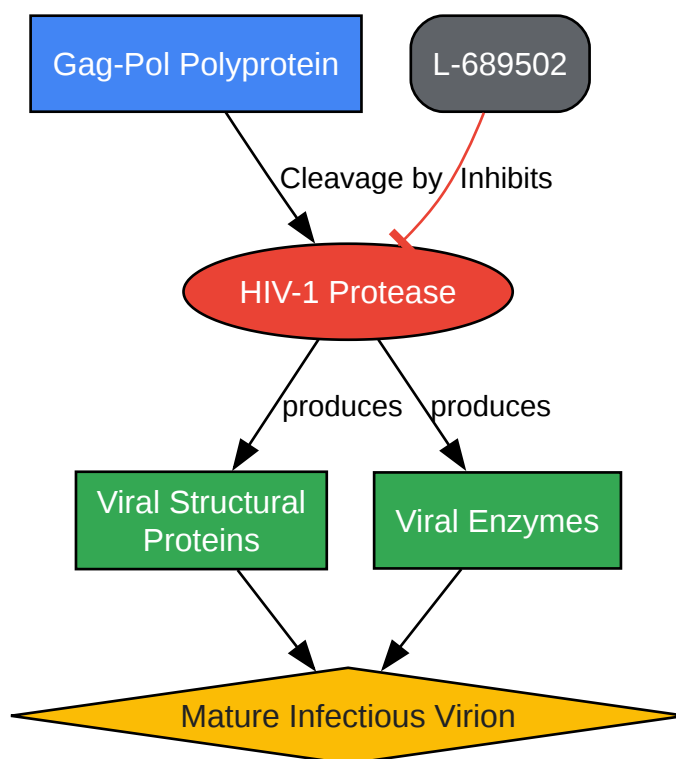 Gag-Pol Polyprotein
L-689502
Cleavage by
Inhibits
HIV-1 Protease
produces
produces
Viral Structural
Proteins
Viral Enzymes
Mature Infectious Virion